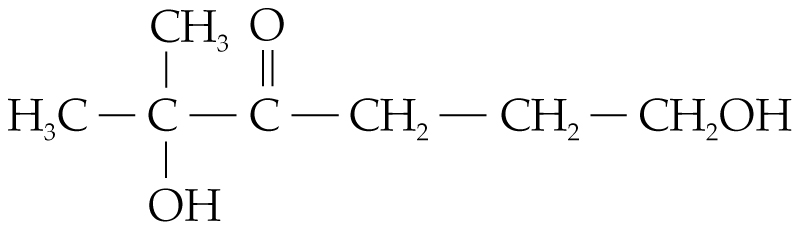 CH₃ O
H₃C — C — C — CH₂ — CH₂ — CH₂OH
OH